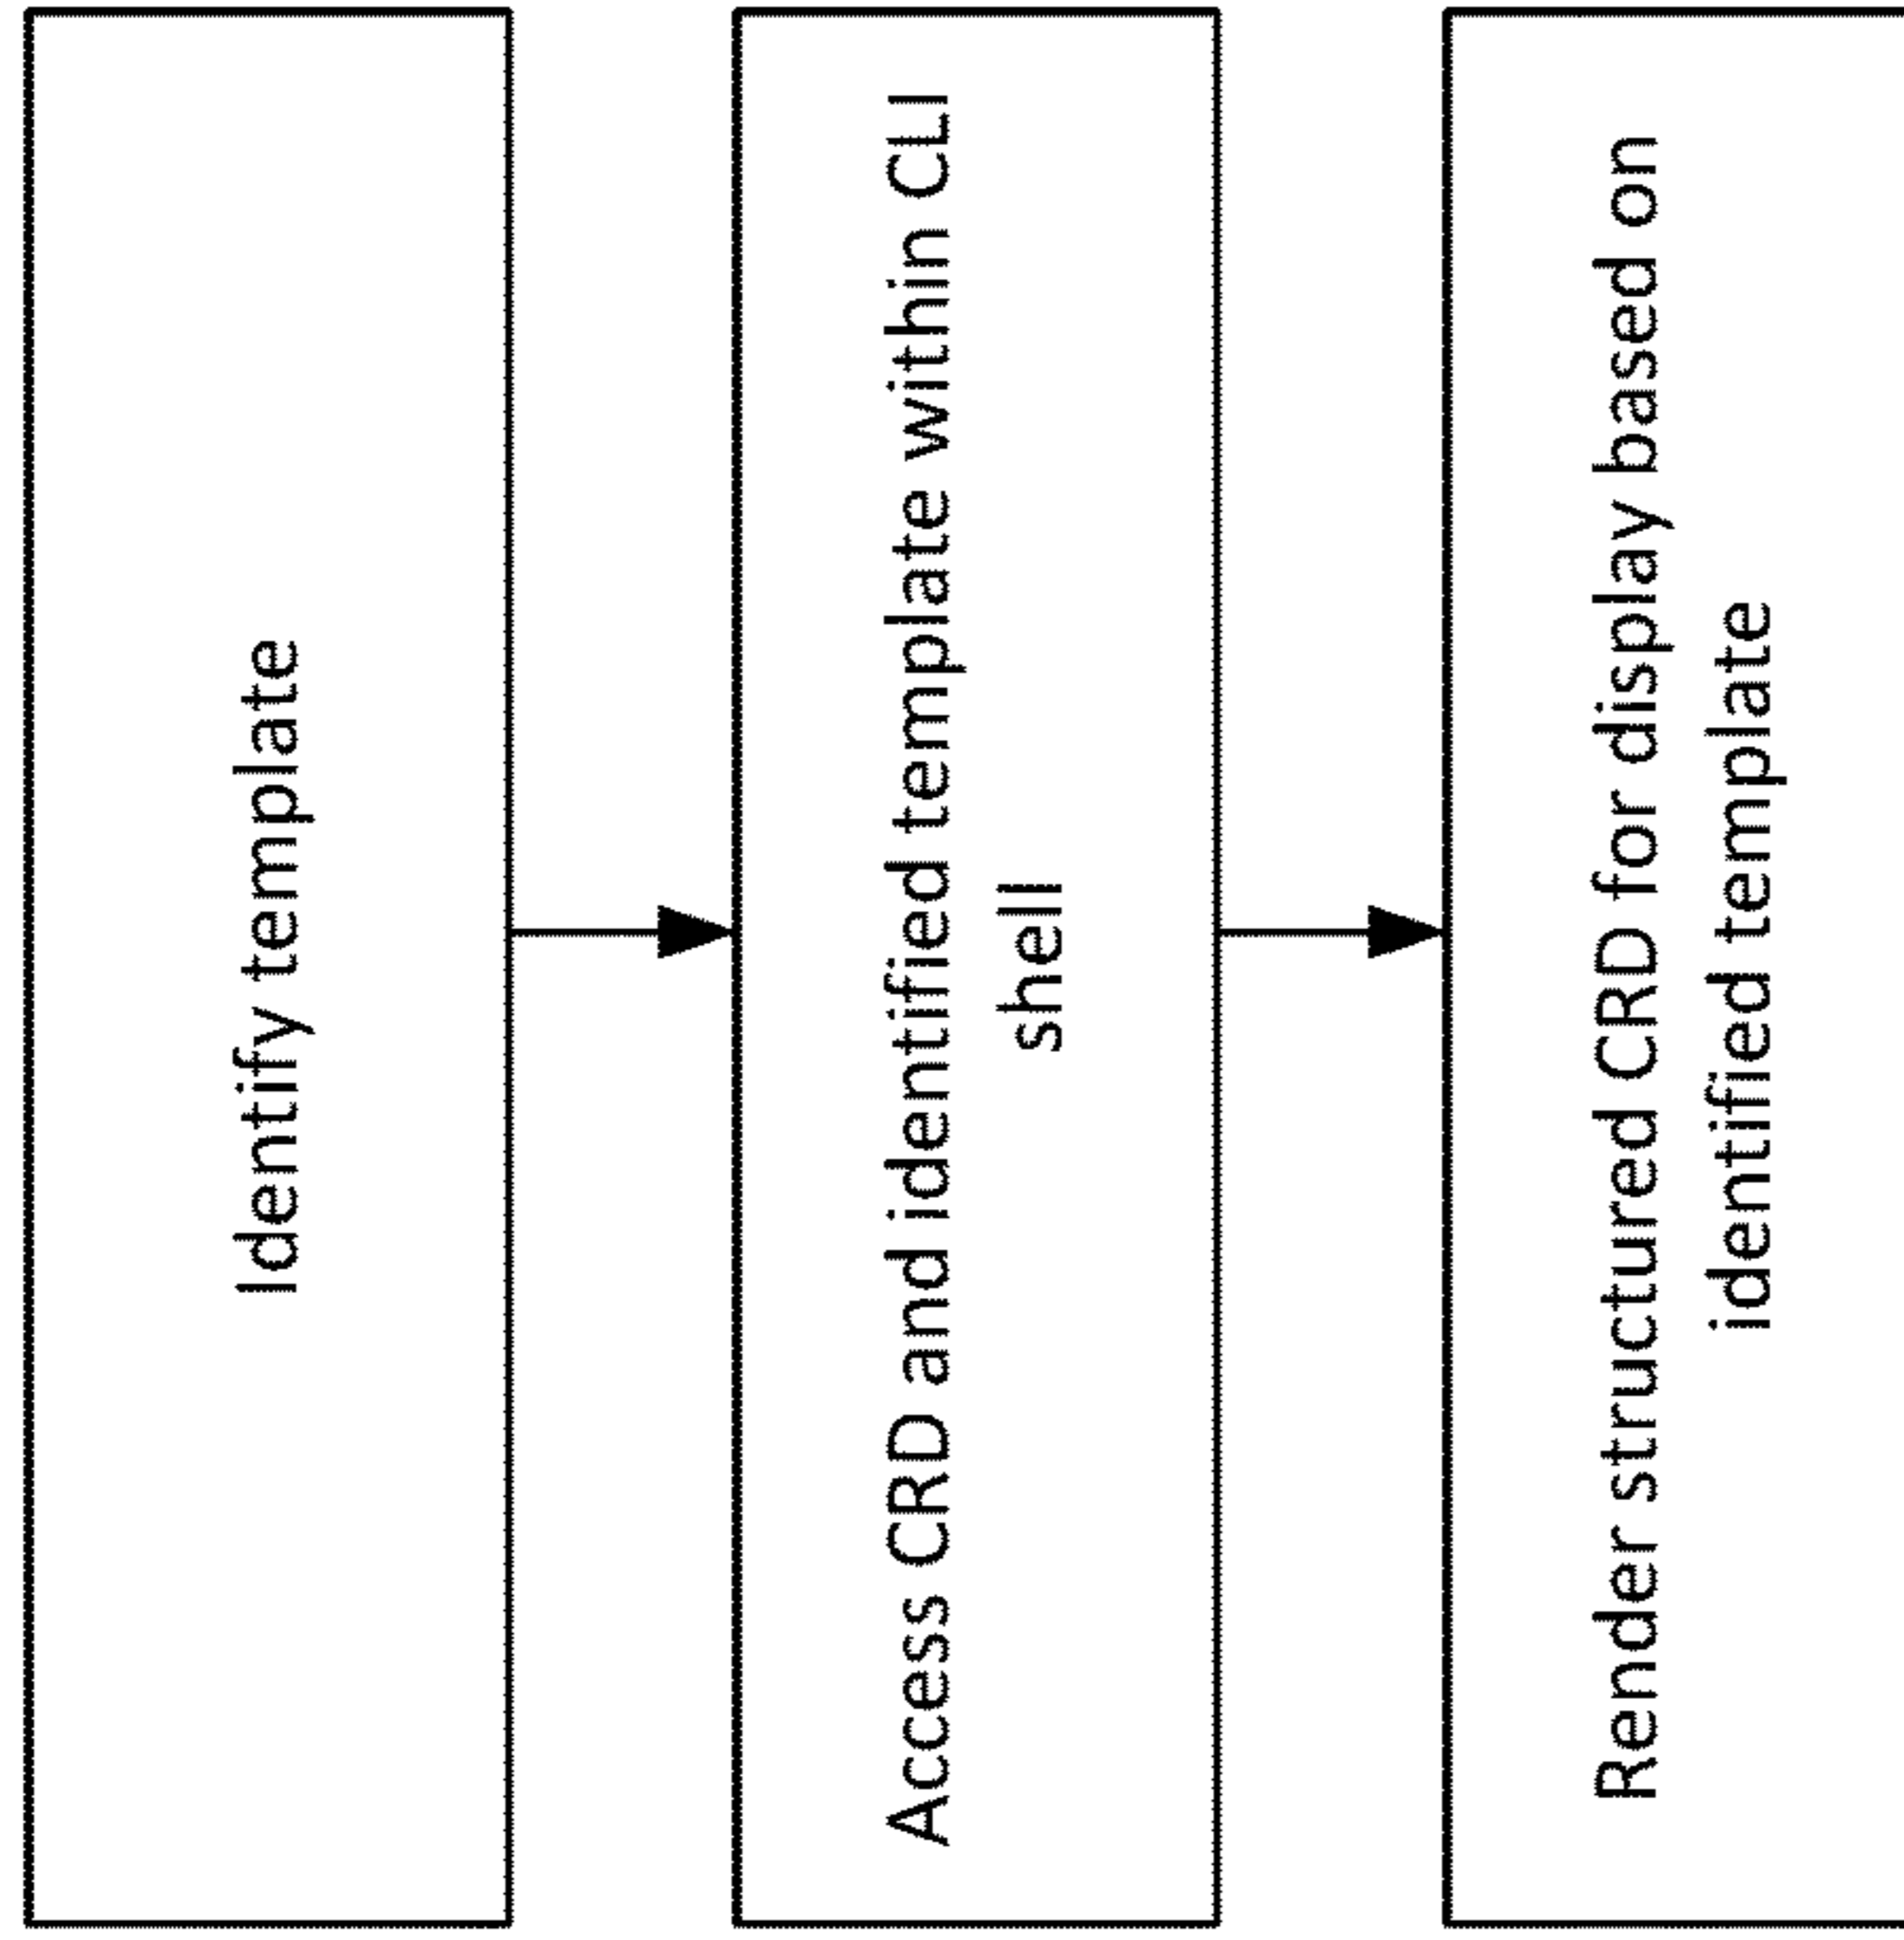 Identify template
Access CRD and identified template within CLI
shell
Render structured CRD for display based on
identified template